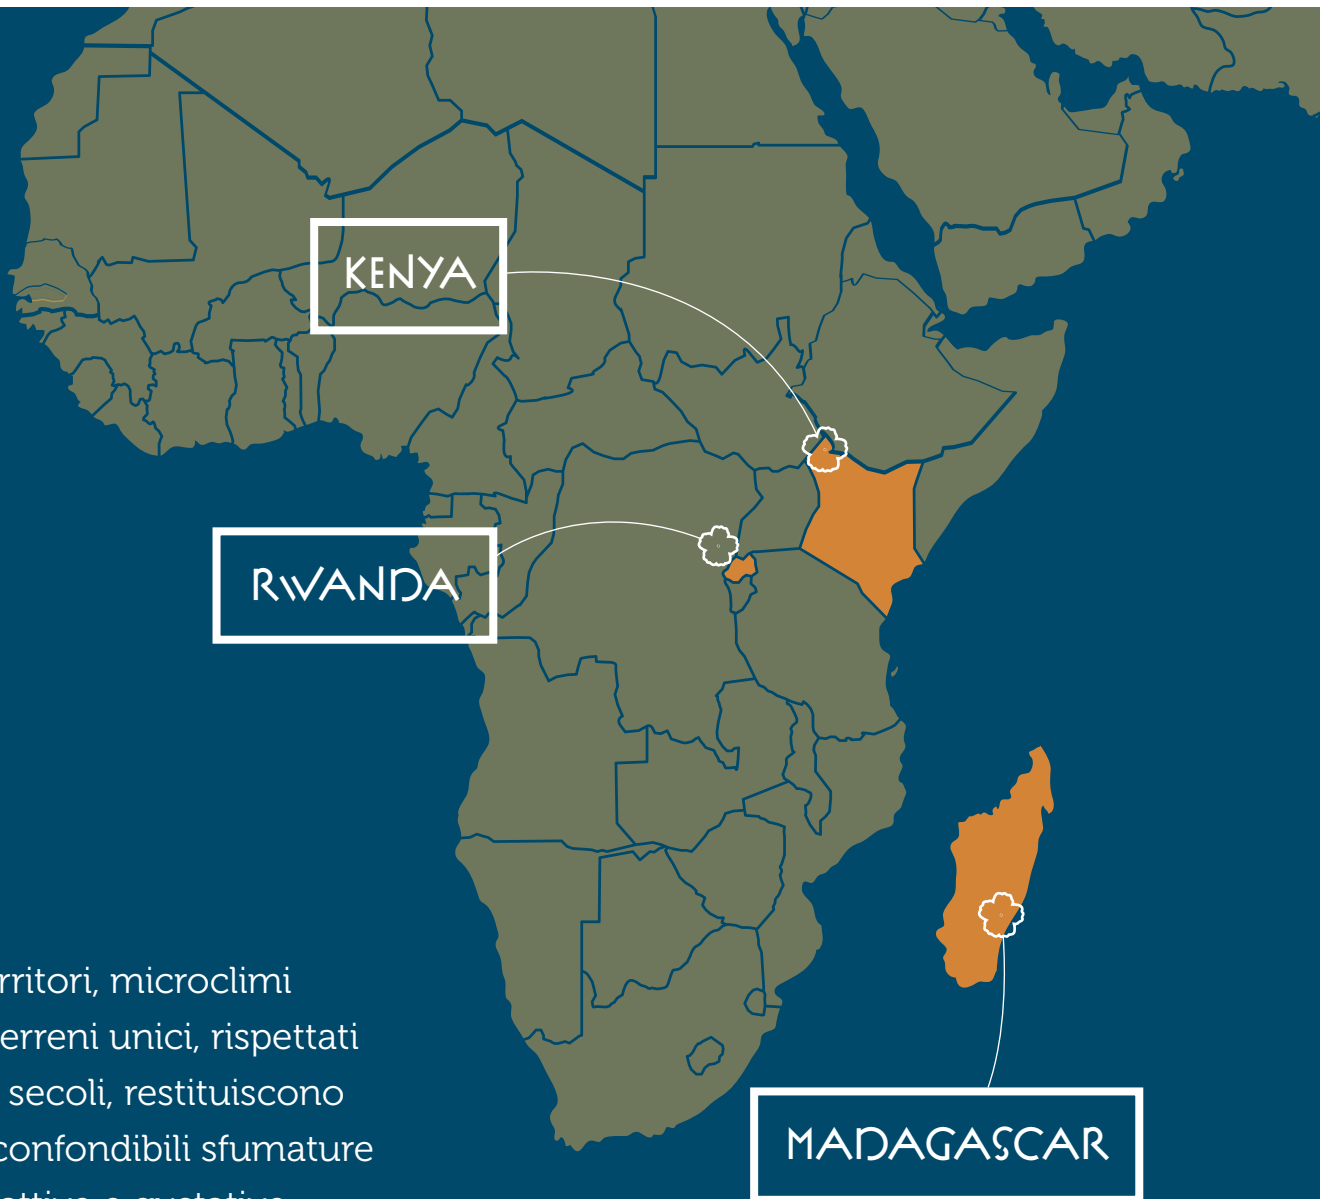 KENYA
RWANDA
rritori, microclimi
erreni unici, rispettati
secoli, restituiscono
confondibili sfumature
MADAGASCAR